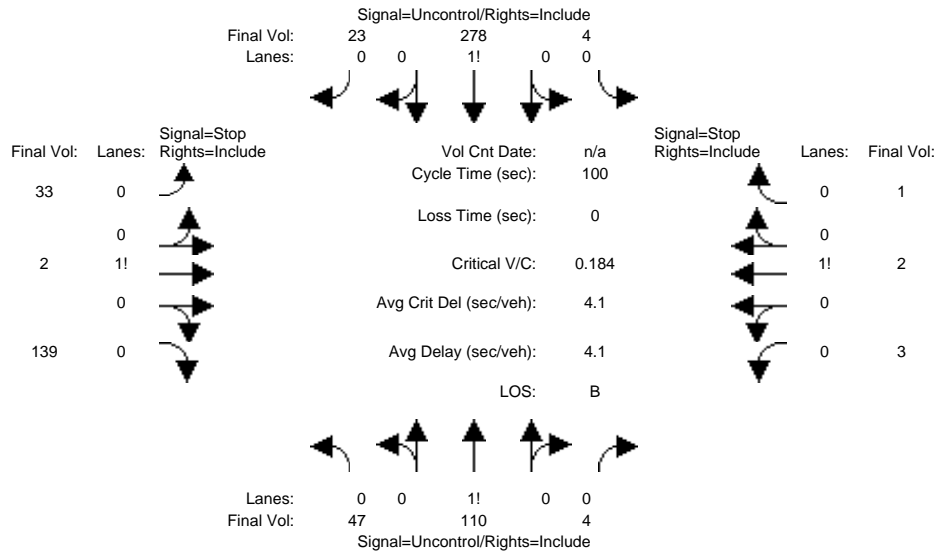 Signal=Uncontrol/Rights=Include
Final Vol: 23 278 4
Lanes: 0 0 1! 0 0
Signal=Stop
Final Vol: Lanes: Rights=Include
33 0
0
2 1!
0
139 0
Vol Cnt Date: n/a
Cycle Time (sec): 100
Loss Time (sec): 0
Critical V/C: 0.184
Avg Crit Del (sec/veh): 4.1
Avg Delay (sec/veh): 4.1
LOS: B
Signal=Stop
Rights=Include Lanes: Final Vol:
0 1
0
1! 2
0
0 3
Lanes: 0 0 1! 0 0
Final Vol: 47 110 4
Signal=Uncontrol/Rights=Include